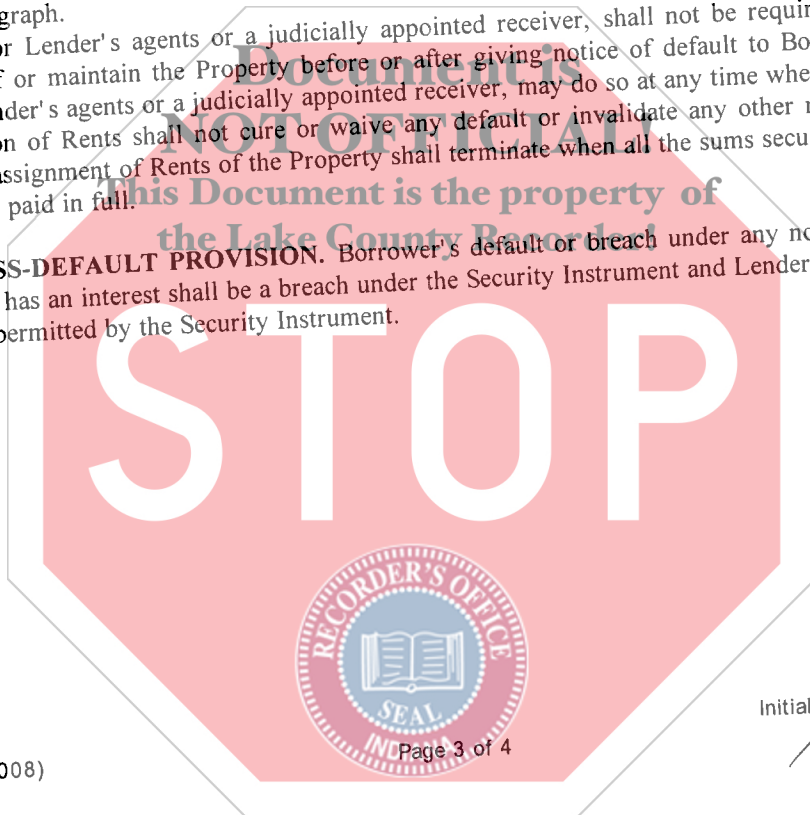 graph.
or Lender's agents or a judicially appointed receiver, shall not be requir
f or maintain the Property before or after giving notice of default to Bo
nder's agents or a judicially appointed receiver, may do so at any time whe
on of Rents shall not cure or waive any default or invalidate any other r
assignment of Rents of the Property shall terminate when all the sums secu
paid in full.
Document is
NOT OFFICIAL!
This Document is the property of
the Lake County Recorder!
SS-DEFAULT PROVISION. Borrower's default or breach under any no
has an interest shall be a breach under the Security Instrument and Lender
permitted by the Security Instrument.
STOP
RECORDER'S OFFICE
SEAL
INDIANA
Initial
Page 3 of 4
008)